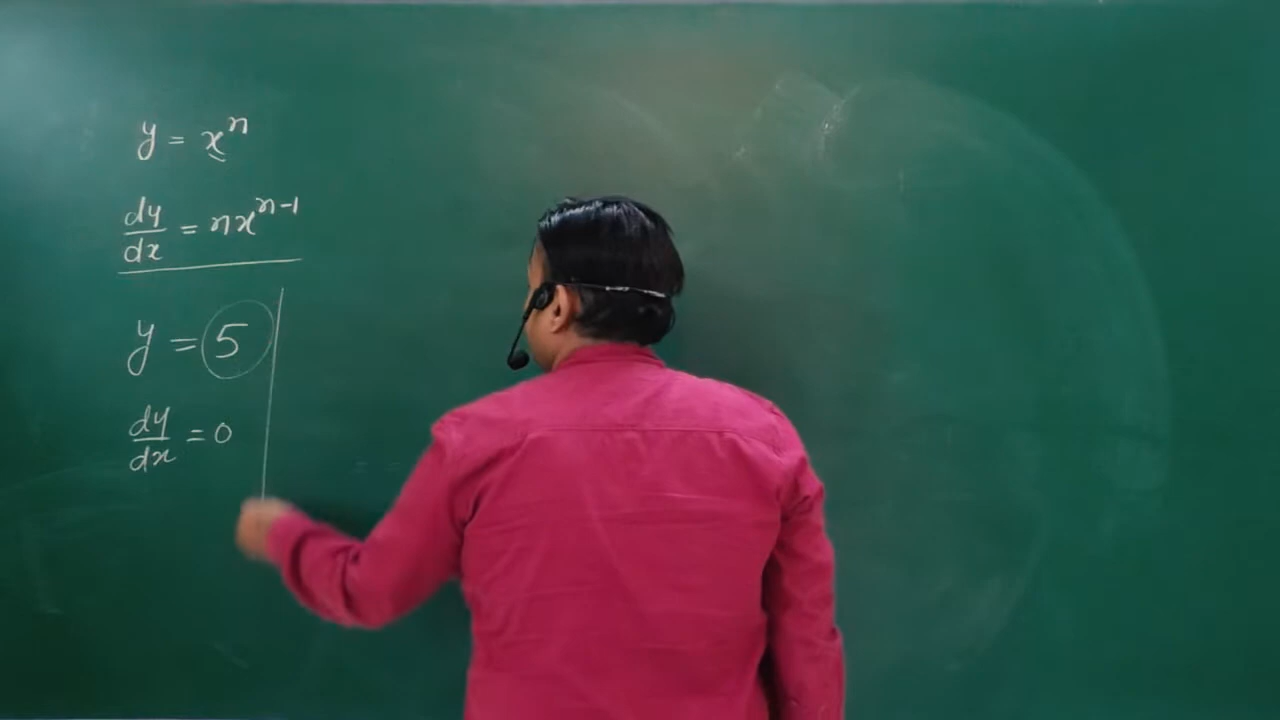 y = xⁿ
dy/dx = nxⁿ⁻¹
y = 5
dy/dx = 0